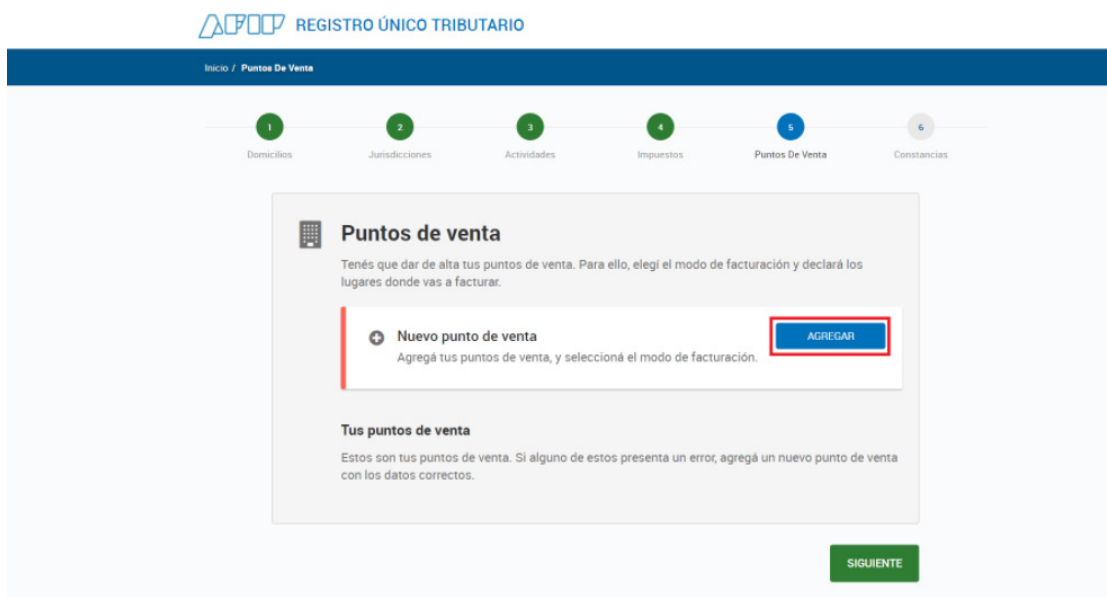 AFIP REGISTRO ÚNICO TRIBUTARIO
Inicio / Puntos De Venta
1 2 3 4 5 6
Domicilios Jurisdicciones Actividades Impuestos Puntos De Venta Constancias
Puntos de venta
Tenés que dar de alta tus puntos de venta. Para ello, elegí el modo de facturación y declará los
lugares donde vas a facturar.
Nuevo punto de venta AGREGAR
Agregá tus puntos de venta, y seleccioná el modo de facturación.
Tus puntos de venta
Estos son tus puntos de venta. Si alguno de estos presenta un error, agregá un nuevo punto de venta
con los datos correctos.
SIGUIENTE